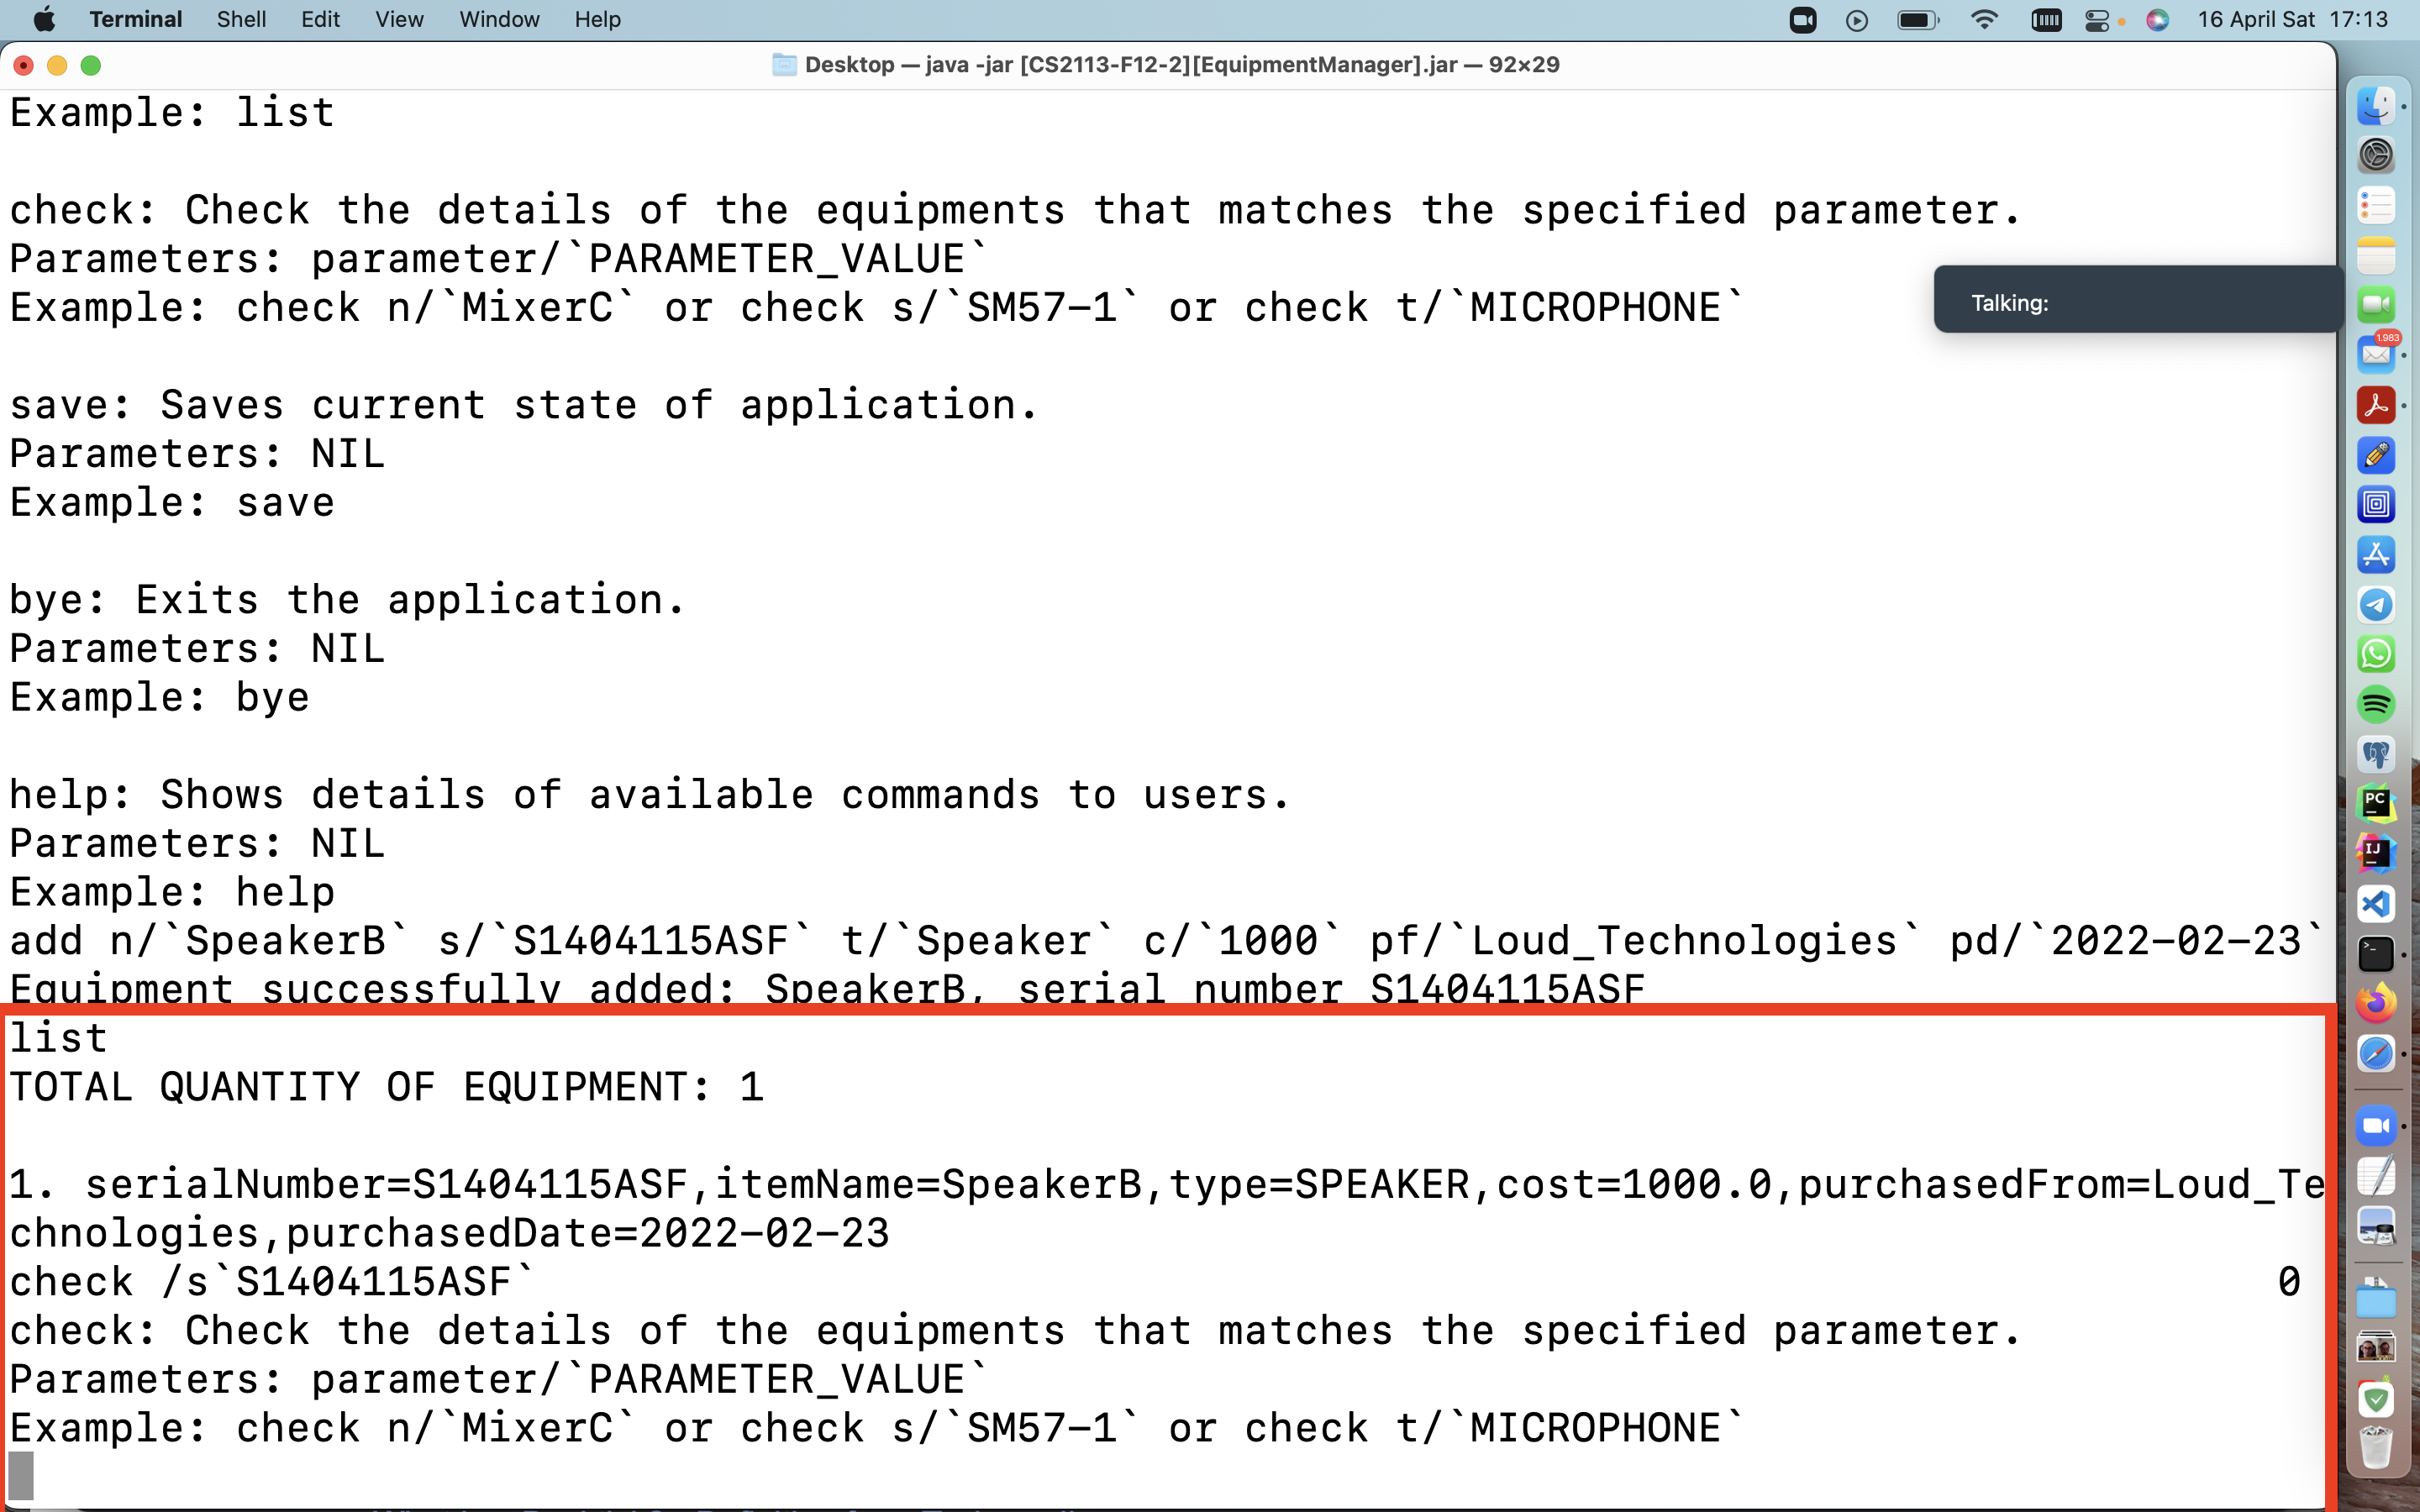 Terminal Shell Edit View Window Help 16 April Sat 17:13
Desktop — java -jar [CS2113-F12-2][EquipmentManager].jar — 92×29
Example: list
check: Check the details of the equipments that matches the specified parameter.
Parameters: parameter/`PARAMETER_VALUE`
Example: check n/`MixerC` or check s/`SM57-1` or check t/`MICROPHONE`
Talking:
1.983
save: Saves current state of application.
Parameters: NIL
Example: save
bye: Exits the application.
Parameters: NIL
Example: bye
help: Shows details of available commands to users.
Parameters: NIL
PC
IJ
Example: help
add n/`SpeakerB` s/`S1404115ASF` t/`Speaker` c/`1000` pf/`Loud_Technologies` pd/`2022-02-23`
Equipment successfully added: SpeakerB, serial number S1404115ASF
list
TOTAL QUANTITY OF EQUIPMENT: 1
1. serialNumber=S1404115ASF,itemName=SpeakerB,type=SPEAKER,cost=1000.0,purchasedFrom=Loud_Te
chnologies,purchasedDate=2022-02-23
check /s`S1404115ASF` 0
check: Check the details of the equipments that matches the specified parameter.
Parameters: parameter/`PARAMETER_VALUE`
Example: check n/`MixerC` or check s/`SM57-1` or check t/`MICROPHONE`